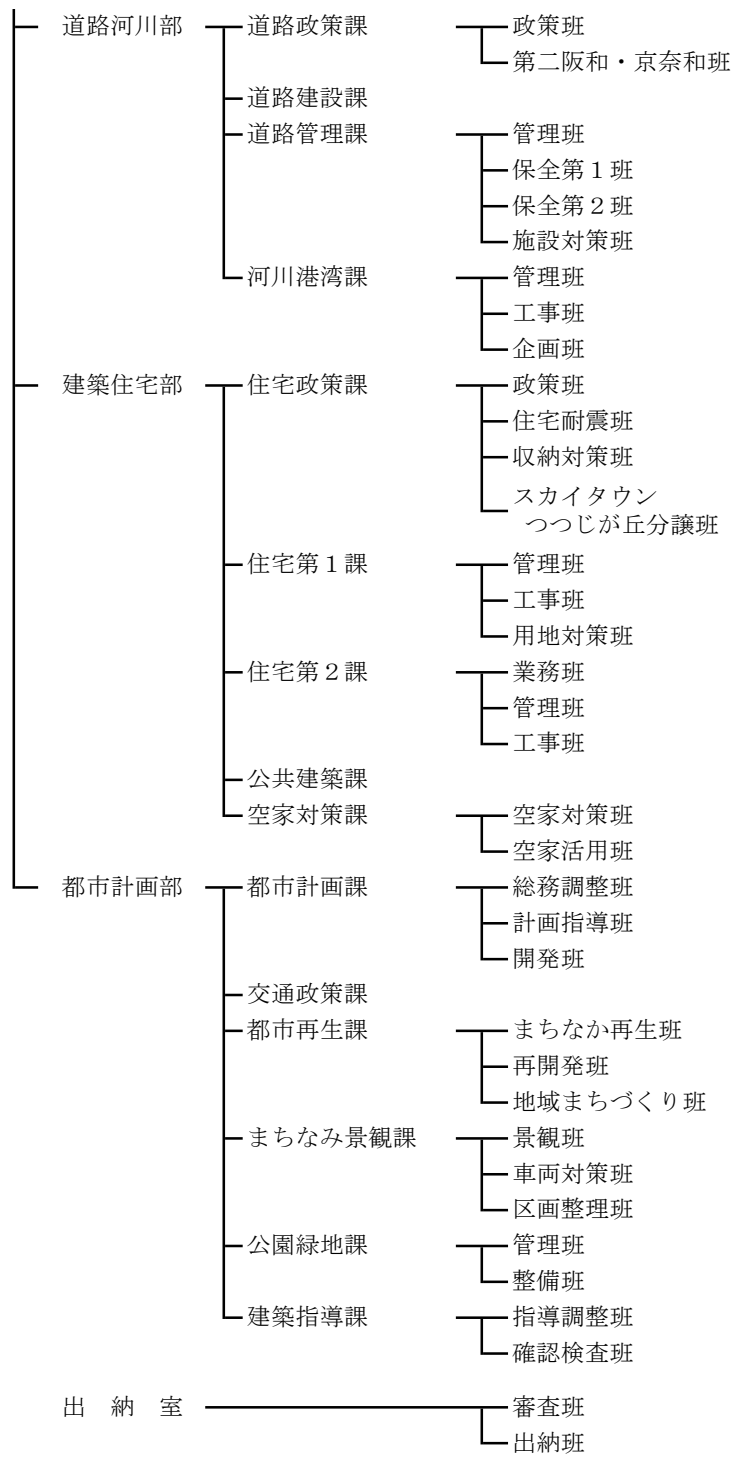 道路河川部 道路政策課 政策班
第二阪和・京奈和班
道路建設課
道路管理課 管理班
保全第１班
保全第２班
施設対策班
河川港湾課 管理班
工事班
企画班
建築住宅部 住宅政策課 政策班
住宅耐震班
収納対策班
スカイタウン
つつじが丘分譲班
住宅第１課 管理班
工事班
用地対策班
住宅第２課 業務班
管理班
工事班
公共建築課
空家対策課 空家対策班
空家活用班
都市計画部 都市計画課 総務調整班
計画指導班
開発班
交通政策課
都市再生課 まちなか再生班
再開発班
地域まちづくり班
まちなみ景観課 景観班
車両対策班
区画整理班
公園緑地課 管理班
整備班
建築指導課 指導調整班
確認検査班
出　納　室 審査班
出納班